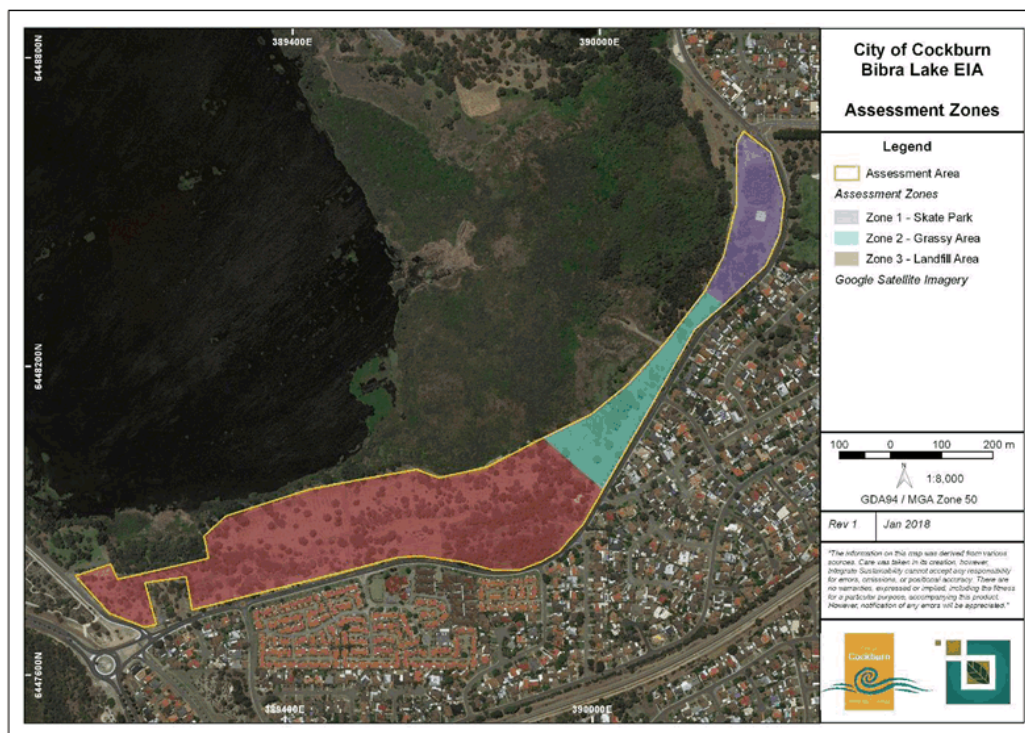 389400E
390000E
6448800N
6448200N
6447600N
389400E
390000E
City of Cockburn
Bibra Lake EIA
Assessment Zones
Legend
Assessment Area
Assessment Zones
Zone 1 - Skate Park
Zone 2 - Grassy Area
Zone 3 - Landfill Area
Google Satellite Imagery
100 0 100 200 m
N
1:8,000
GDA94 / MGA Zone 50
Rev 1 Jan 2018
"The information on this map was derived from various
sources. Care was taken in its creation, however,
Integrate Sustainability cannot accept any responsibility
for errors, omissions, or positional accuracy. There are
no warranties, expressed or implied, including the fitness
for a particular purpose, accompanying this product.
However, notification of any errors will be appreciated."
Cockburn